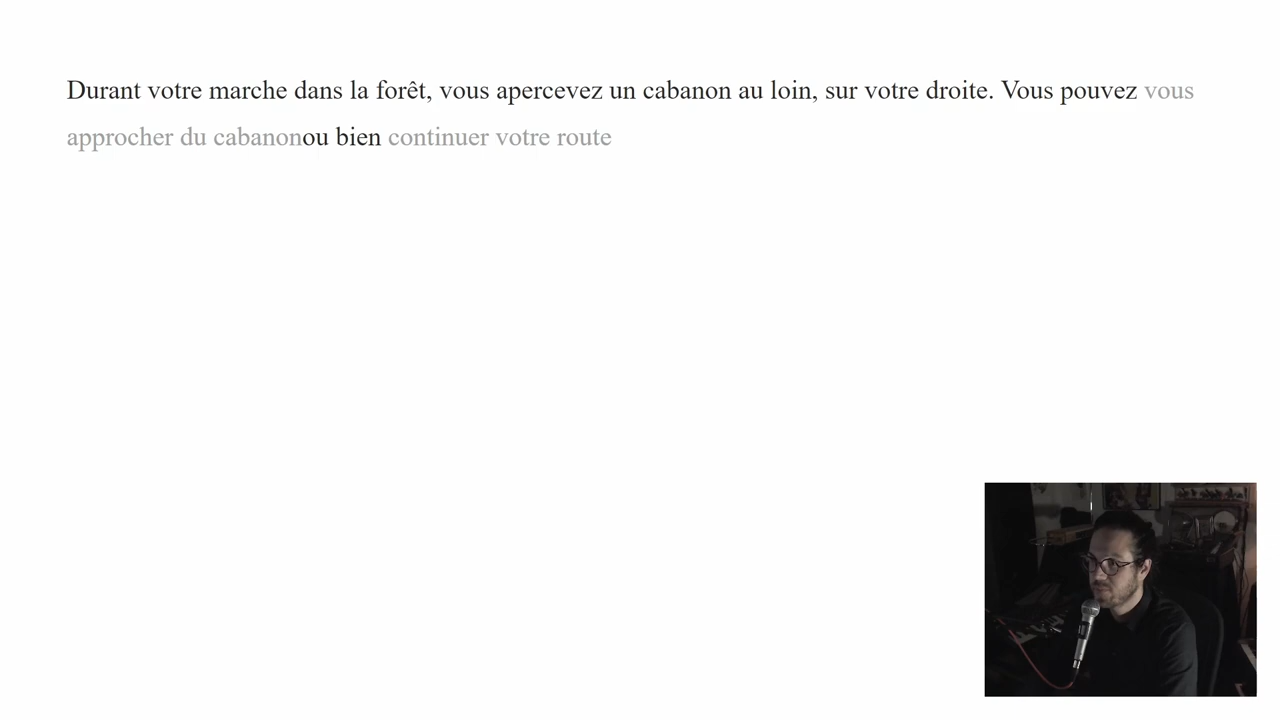 Durant votre marche dans la forêt, vous apercevez un cabanon au loin, sur votre droite. Vous pouvez vous
approcher du cabanonou bien continuer votre route